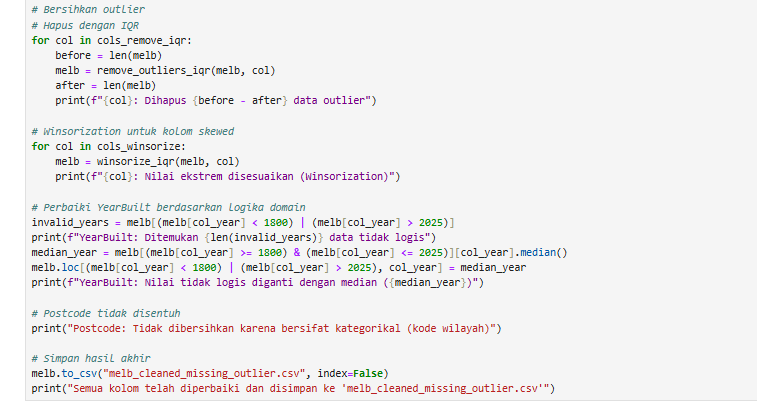 # Bersihkan outlier
# Hapus dengan IQR
for col in cols_remove_iqr:
    before = len(melb)
    melb = remove_outliers_iqr(melb, col)
    after = len(melb)
    print(f"{col}: Dihapus {before - after} data outlier")

# Winsorization untuk kolom skewed
for col in cols_winsorize:
    melb = winsorize_iqr(melb, col)
    print(f"{col}: Nilai ekstrem disesuaikan (Winsorization)")

# Perbaiki YearBuilt berdasarkan logika domain
invalid_years = melb[(melb[col_year] < 1800) | (melb[col_year] > 2025)]
print(f"YearBuilt: Ditemukan {len(invalid_years)} data tidak logis")
median_year = melb[(melb[col_year] >= 1800) & (melb[col_year] <= 2025)][col_year].median()
melb.loc[(melb[col_year] < 1800) | (melb[col_year] > 2025), col_year] = median_year
print(f"YearBuilt: Nilai tidak logis diganti dengan median ({median_year})")

# Postcode tidak disentuh
print("Postcode: Tidak dibersihkan karena bersifat kategorikal (kode wilayah)")

# Simpan hasil akhir
melb.to_csv("melb_cleaned_missing_outlier.csv", index=False)
print("Semua kolom telah diperbaiki dan disimpan ke 'melb_cleaned_missing_outlier.csv'")